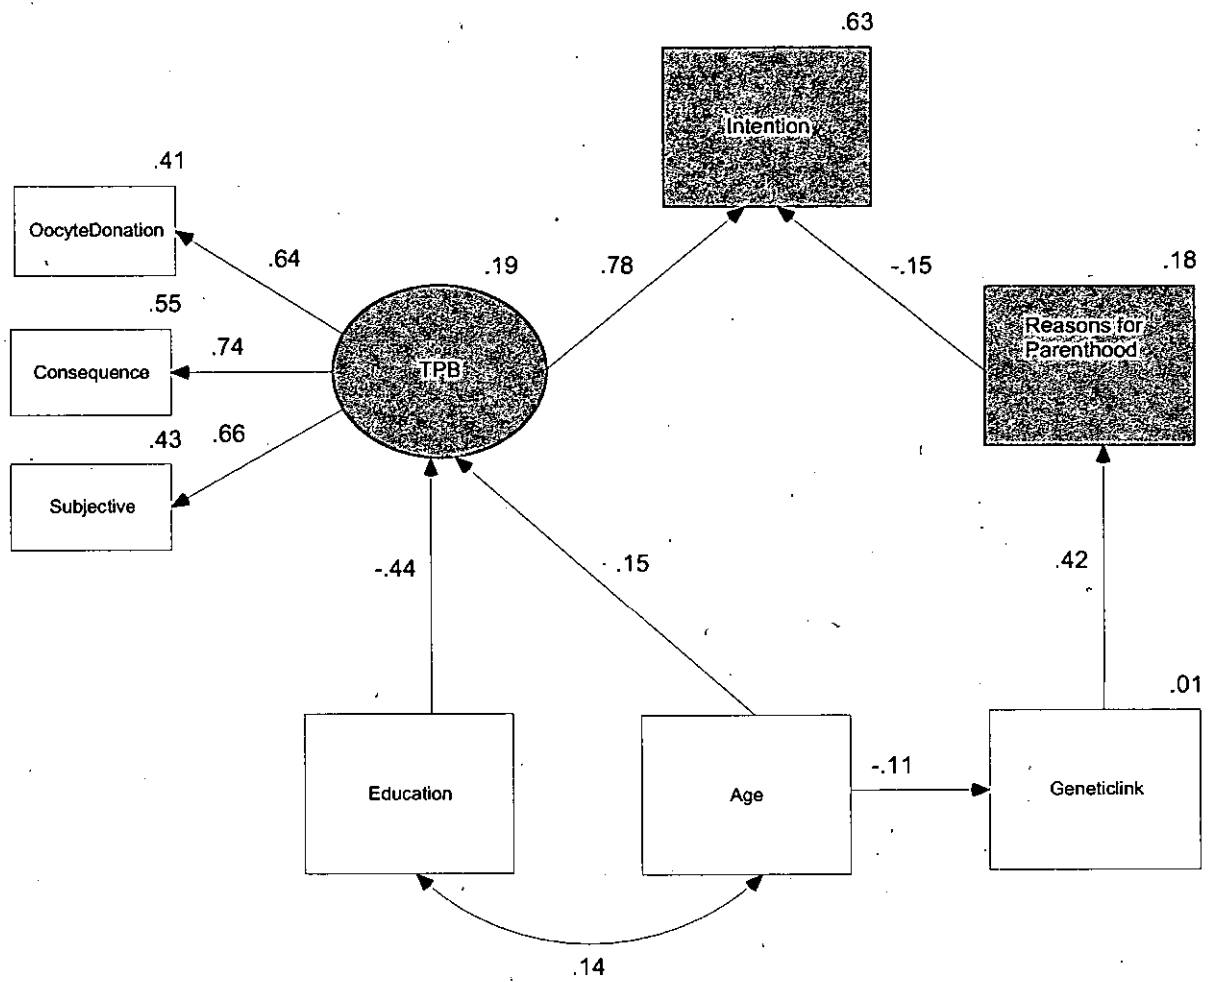 .63
Intention
.41
OocyteDonation
.64
.19
.78
-.15
.18
.55
Consequence
.74
TPB
Reasons for
Parenthood
.43
.66
Subjective
-.44
.15
.42
.01
Education
Age
-.11
Geneticlink
.14